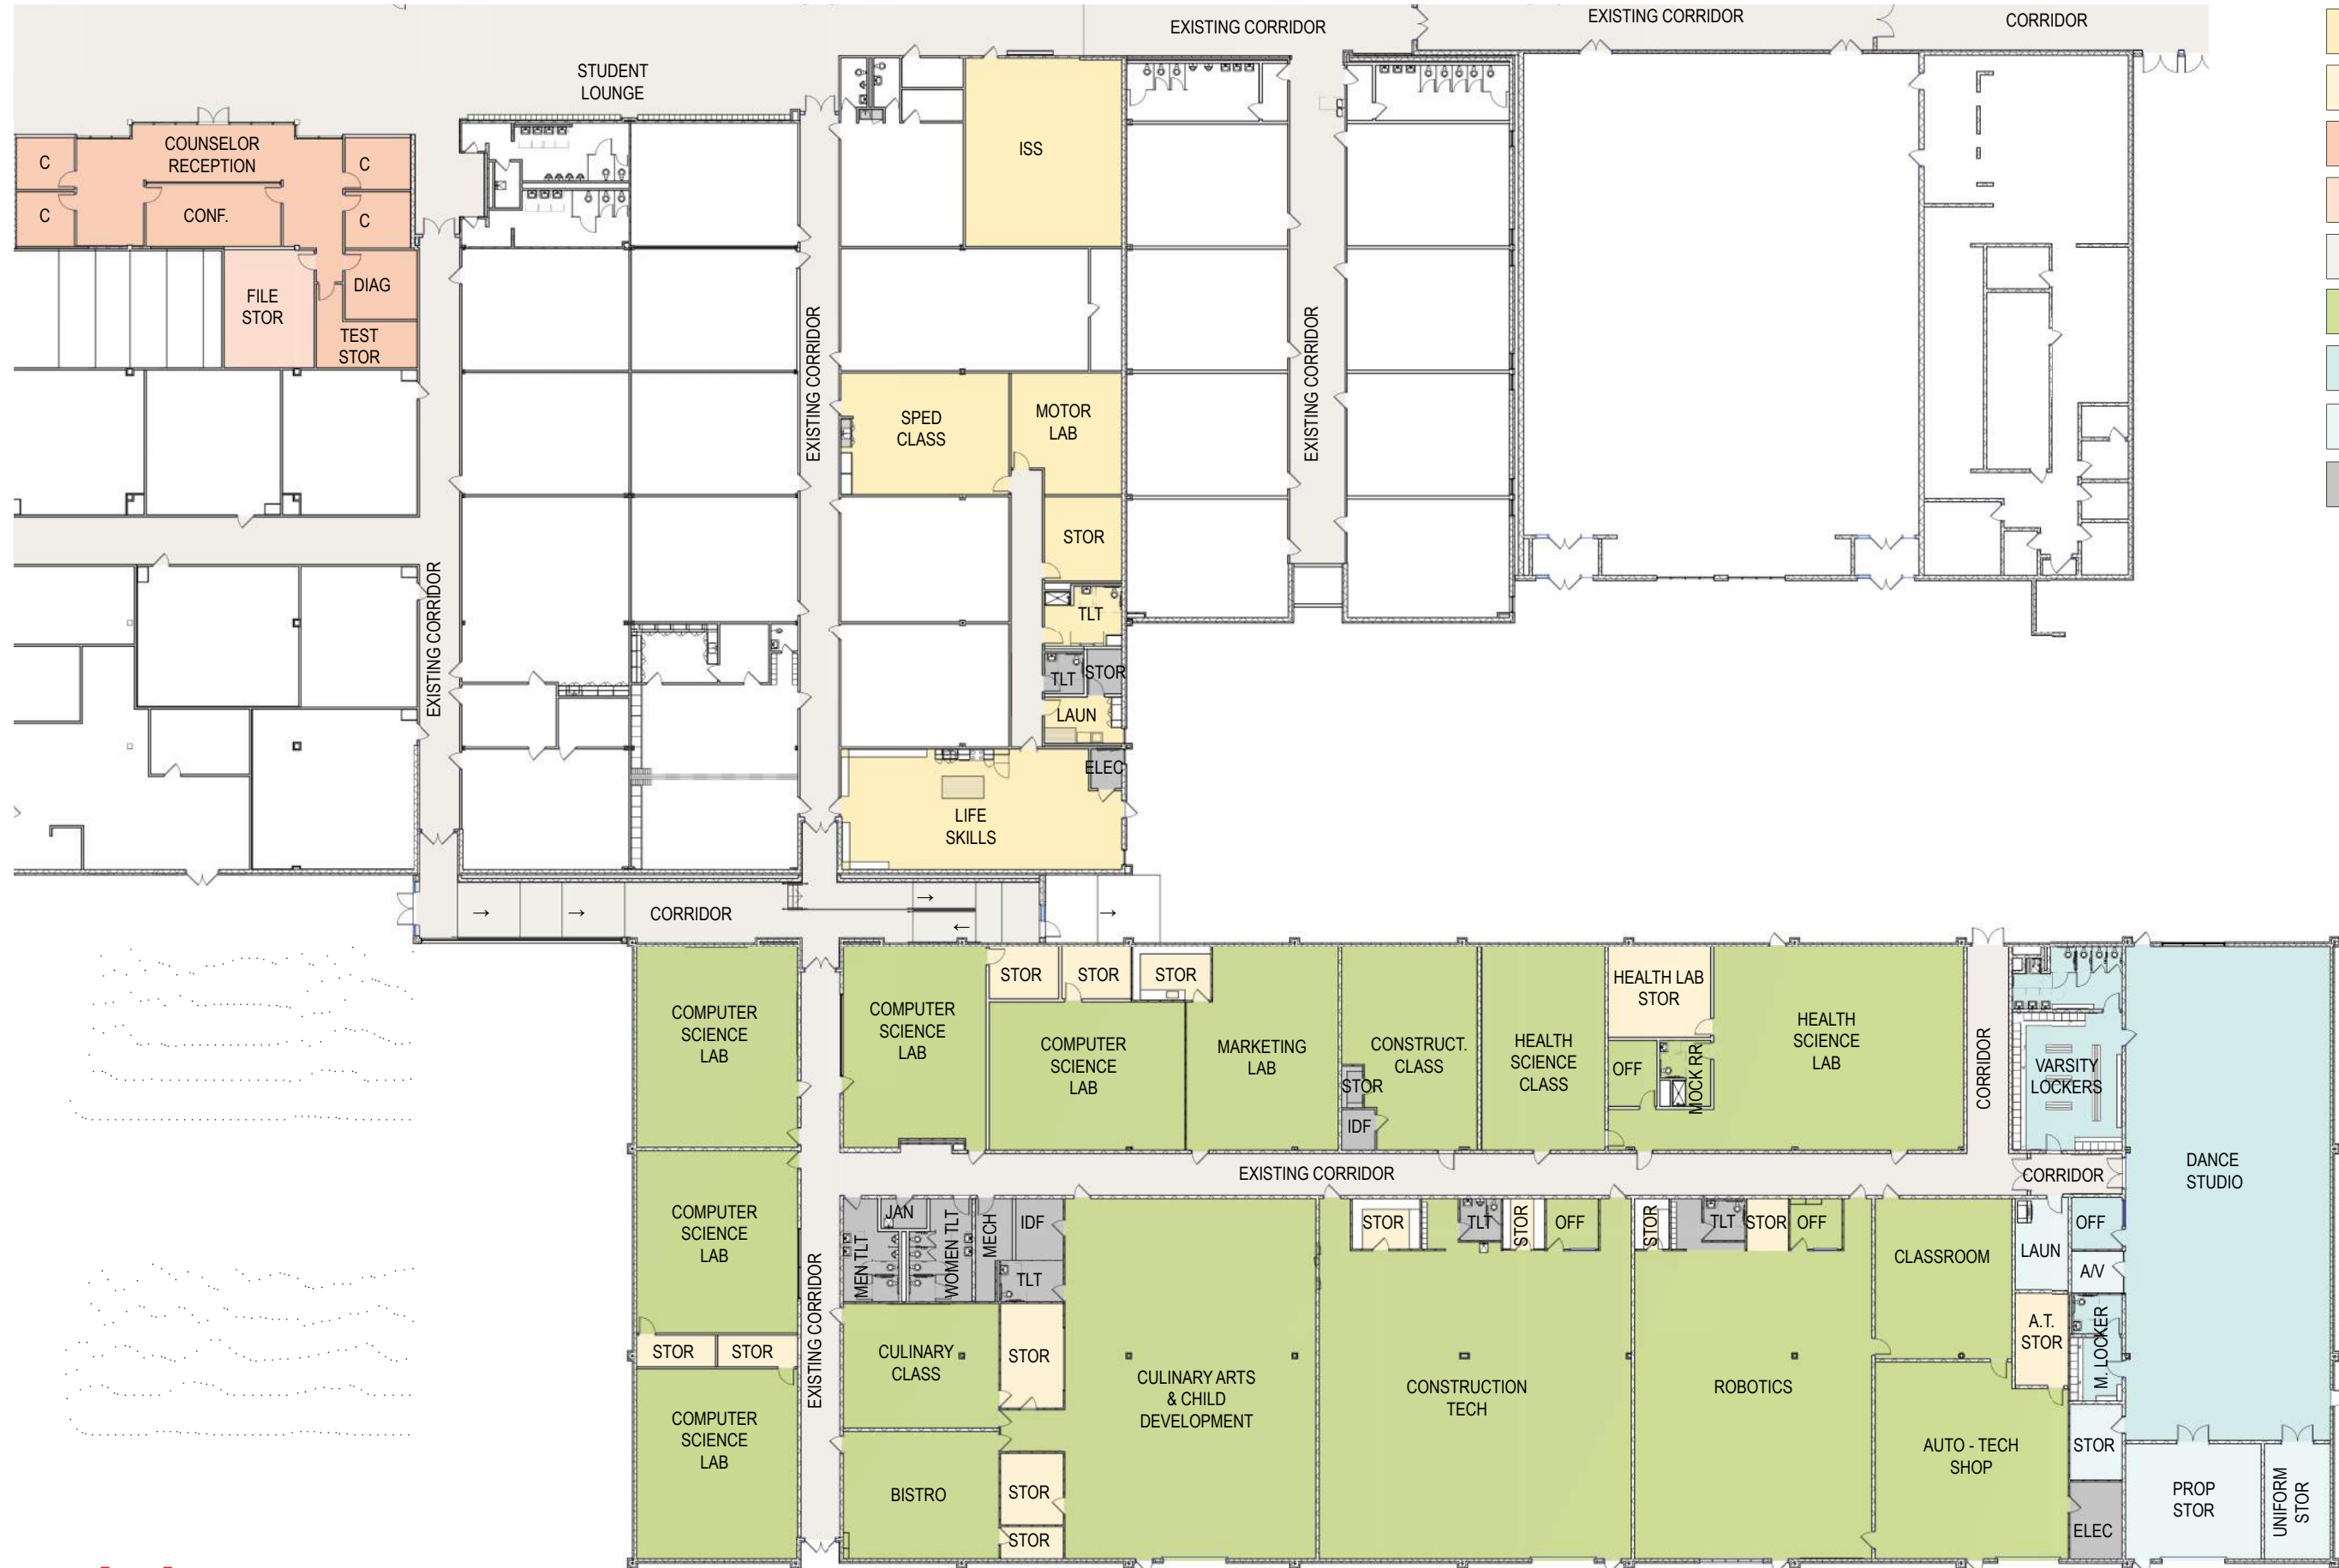 EXISTING CORRIDOR
EXISTING CORRIDOR
CORRIDOR
STUDENT
LOUNGE
COUNSELOR
RECEPTION
C
C
C
C
CONF.
ISS
FILE
STOR
DIAG
TEST
STOR
EXISTING CORRIDOR
EXISTING CORRIDOR
EXISTING CORRIDOR
SPED
CLASS
MOTOR
LAB
STOR
TLT
TLT
STOR
LAUN
ELEC
LIFE
SKILLS
→
→
CORRIDOR
→
←
→
COMPUTER
SCIENCE
LAB
COMPUTER
SCIENCE
LAB
STOR
STOR
STOR
COMPUTER
SCIENCE
LAB
MARKETING
LAB
CONSTRUCT.
CLASS
STOR
IDF
HEALTH
SCIENCE
CLASS
HEALTH LAB
STOR
OFF
MOCK RR
HEALTH
SCIENCE
LAB
CORRIDOR
VARSITY
LOCKERS
DANCE
STUDIO
EXISTING CORRIDOR
CORRIDOR
COMPUTER
SCIENCE
LAB
STOR
STOR
COMPUTER
SCIENCE
LAB
EXISTING CORRIDOR
MEN TLT
JAN
WOMEN TLT
MECH
IDF
TLT
CULINARY
CLASS
STOR
BISTRO
STOR
STOR
CULINARY ARTS
& CHILD
DEVELOPMENT
STOR
TLT
STOR
OFF
CONSTRUCTION
TECH
STOR
TLT
STOR
OFF
ROBOTICS
CLASSROOM
LAUN
OFF
A/V
A.T.
STOR
M. LOCKER
AUTO - TECH
SHOP
STOR
ELEC
PROP
STOR
UNIFORM
STOR